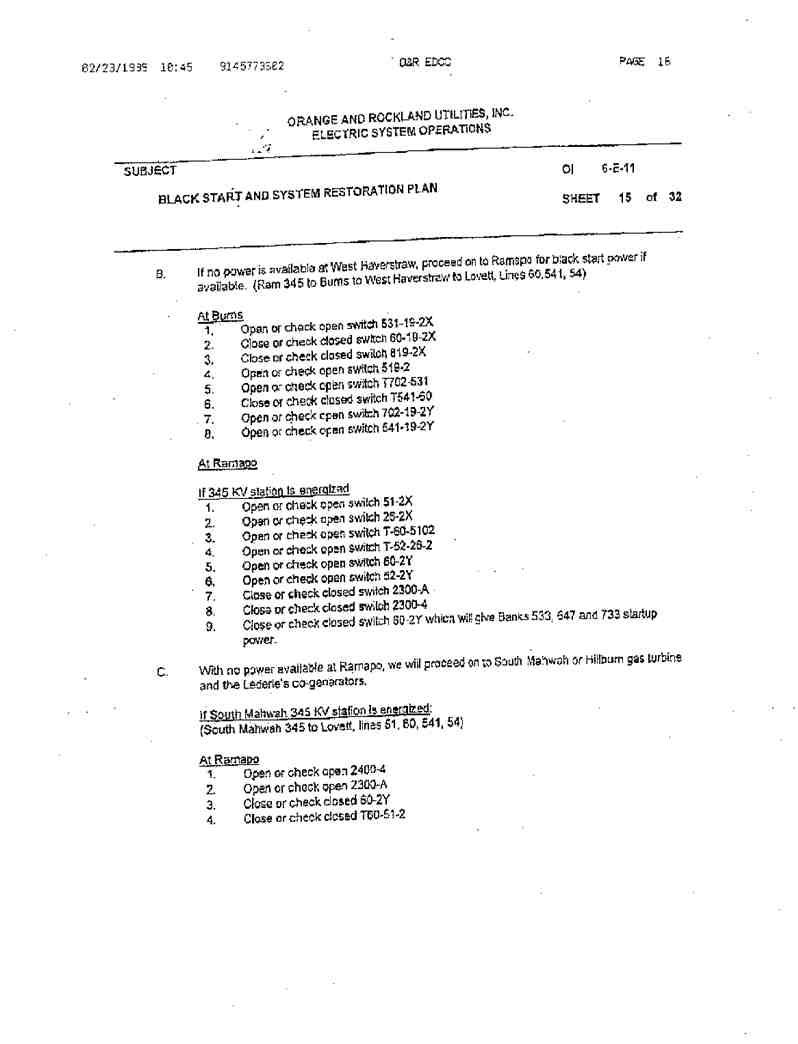 02/23/1999 10:45 9145773602 O&R EDCC PAGE 16
ORANGE AND ROCKLAND UTILITIES, INC.
ELECTRIC SYSTEM OPERATIONS
SUBJECT OI 6-E-11
BLACK START AND SYSTEM RESTORATION PLAN SHEET 15 of 32
B. If no power is available at West Haverstraw, proceed on to Ramapo for black start power if
available. (Ram 345 to Burns to West Haverstraw to Lovett, Lines 60,541, 54)
At Burns
1. Open or check open switch 531-19-2X
2. Close or check closed switch 60-19-2X
3. Close or check closed switch 619-2X
4. Open or check open switch 519-2
5. Open or check open switch T702-531
6. Close or check closed switch T541-60
7. Open or check open switch 702-19-2Y
8. Open or check open switch 541-19-2Y
At Ramapo
If 345 KV station is energized
1. Open or check open switch 51-2X
2. Open or check open switch 26-2X
3. Open or check open switch T-60-5102
4. Open or check open switch T-52-26-2
5. Open or check open switch 60-2Y
6. Open or check open switch 52-2Y
7. Close or check closed switch 2300-A
8. Close or check closed switch 2300-4
9. Close or check closed switch 60-2Y which will give Banks 533, 647 and 733 startup
power.
C. With no power available at Ramapo, we will proceed on to South Mahwah or Hillburn gas turbine
and the Lederle's co-generators.
If South Mahwah 345 KV station is energized:
(South Mahwah 345 to Lovett, lines 51, 60, 541, 54)
At Ramapo
1. Open or check open 2400-4
2. Open or check open 2300-A
3. Close or check closed 60-2Y
4. Close or check closed T60-51-2